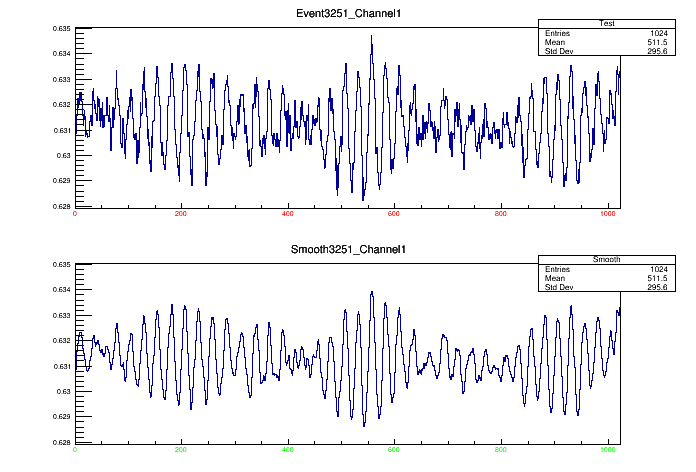 Event3251_Channel1
Test
Entries 1024
Mean 511.5
Std Dev 295.6
0.635
0.634
0.633
0.632
0.631
0.63
0.629
0.628
0 200 400 600 800 1000
Smooth3251_Channel1
Smooth
Entries 1024
Mean 511.5
Std Dev 295.6
0.635
0.634
0.633
0.632
0.631
0.63
0.629
0.628
0 200 400 600 800 1000